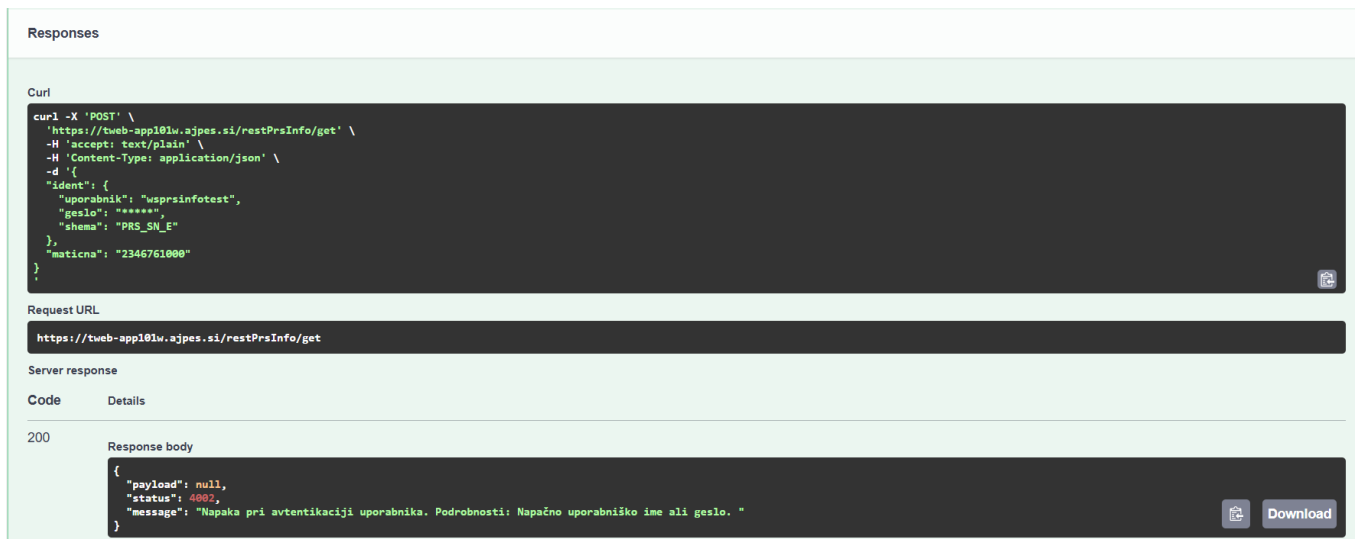 Responses
Curl
curl -X 'POST' \
  'https://tweb-app101w.ajpes.si/restPrsInfo/get' \
  -H 'accept: text/plain' \
  -H 'Content-Type: application/json' \
  -d '{
  "ident": {
    "uporabnik": "wsprsinfotest",
    "geslo": "*****",
    "shema": "PRS_SN_E"
  },
  "maticna": "2346761000"
}
'
Request URL
https://tweb-app101w.ajpes.si/restPrsInfo/get
Server response
Code Details
200
Response body
{
  "payload": null,
  "status": 4002,
  "message": "Napaka pri avtentikaciji uporabnika. Podrobnosti: Napačno uporabniško ime ali geslo. "
}
Download